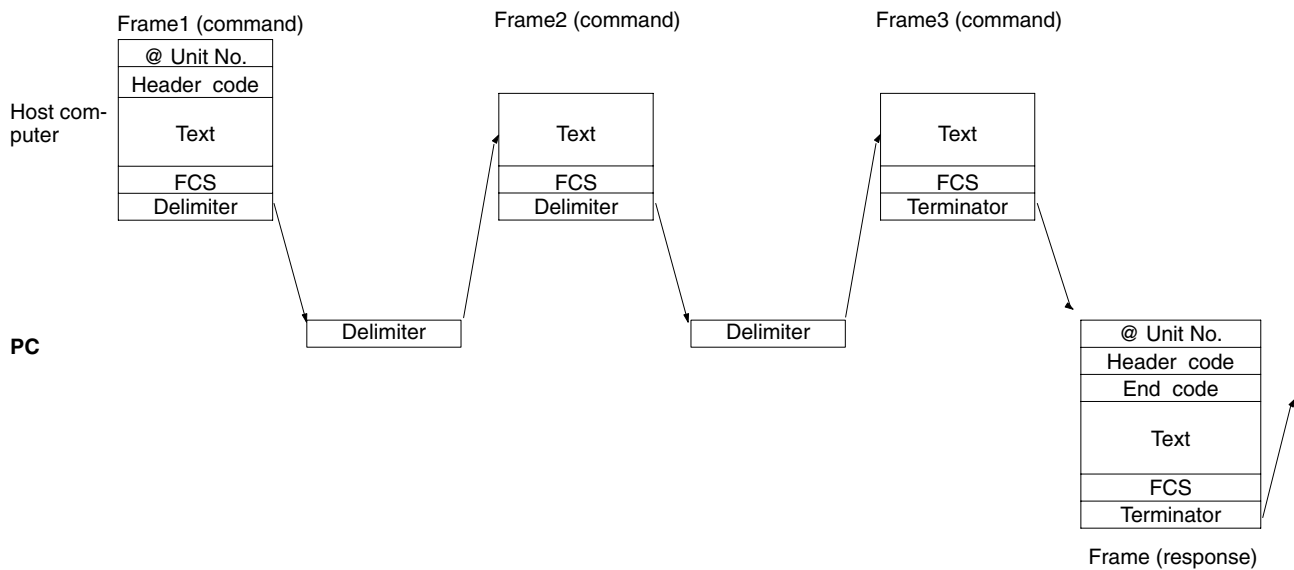 Frame1 (command)
Frame2 (command)
Frame3 (command)
@ Unit No.
Header code
Text
FCS
Delimiter
Host com-
puter
Text
FCS
Delimiter
Text
FCS
Terminator
Delimiter
Delimiter
PC
@ Unit No.
Header code
End code
Text
FCS
Terminator
Frame (response)